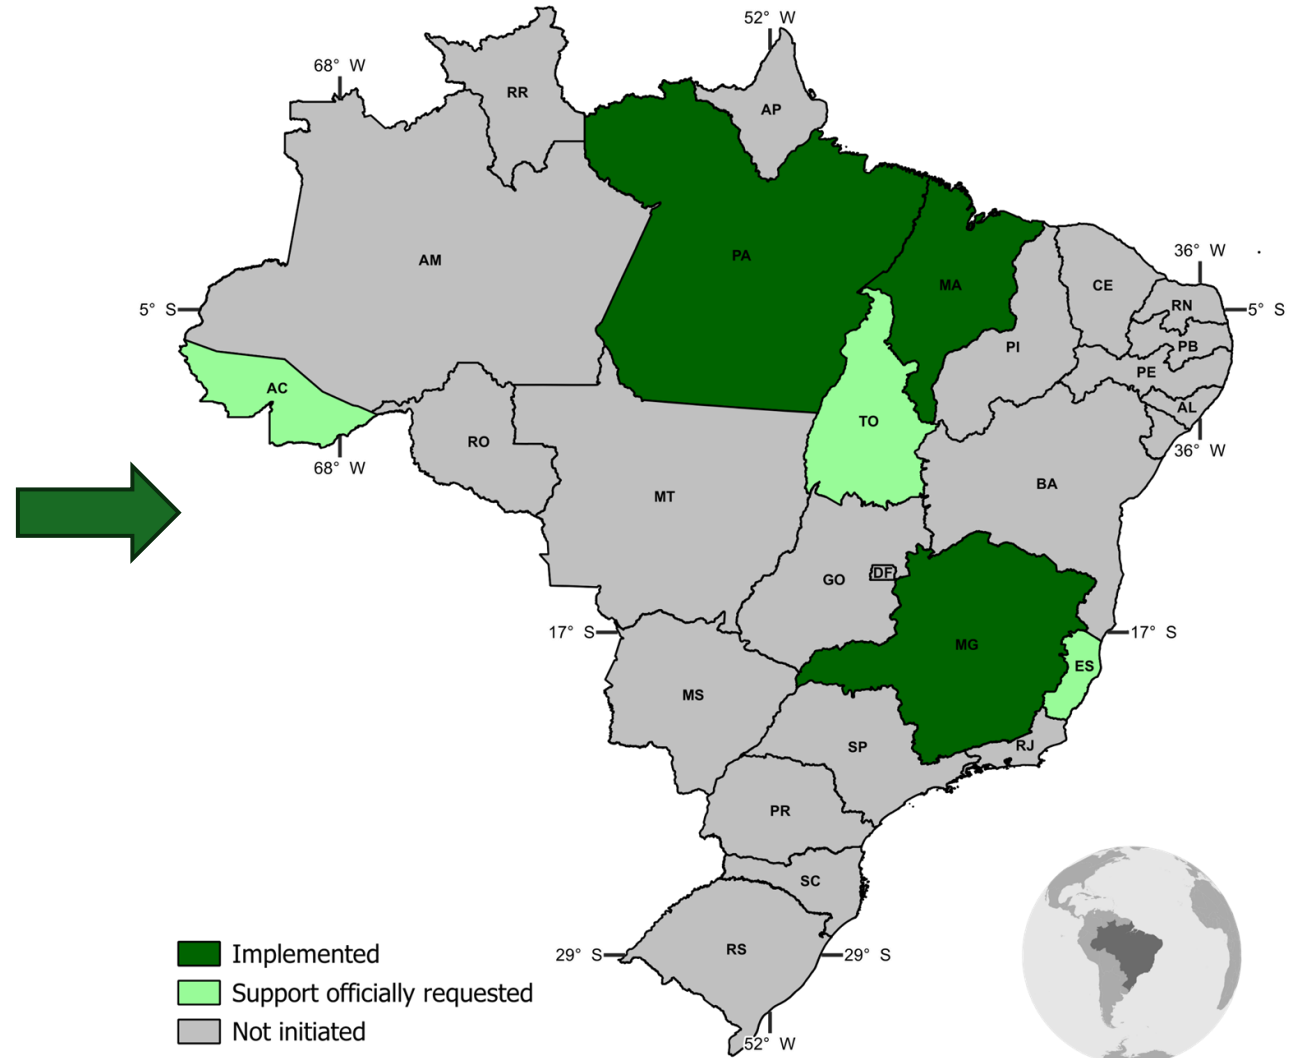 52° W
68° W
RR
AP
36° W
AM
PA
MA
CE
RN
5° S
5° S
PI
PB
PE
AC
AL
TO
RO
36° W
68° W
BA
MT
GO
DF
17° S
17° S
MG
ES
MS
SP
RJ
PR
SC
RS
29° S
29° S
Implemented
Support officially requested
Not initiated
52° W